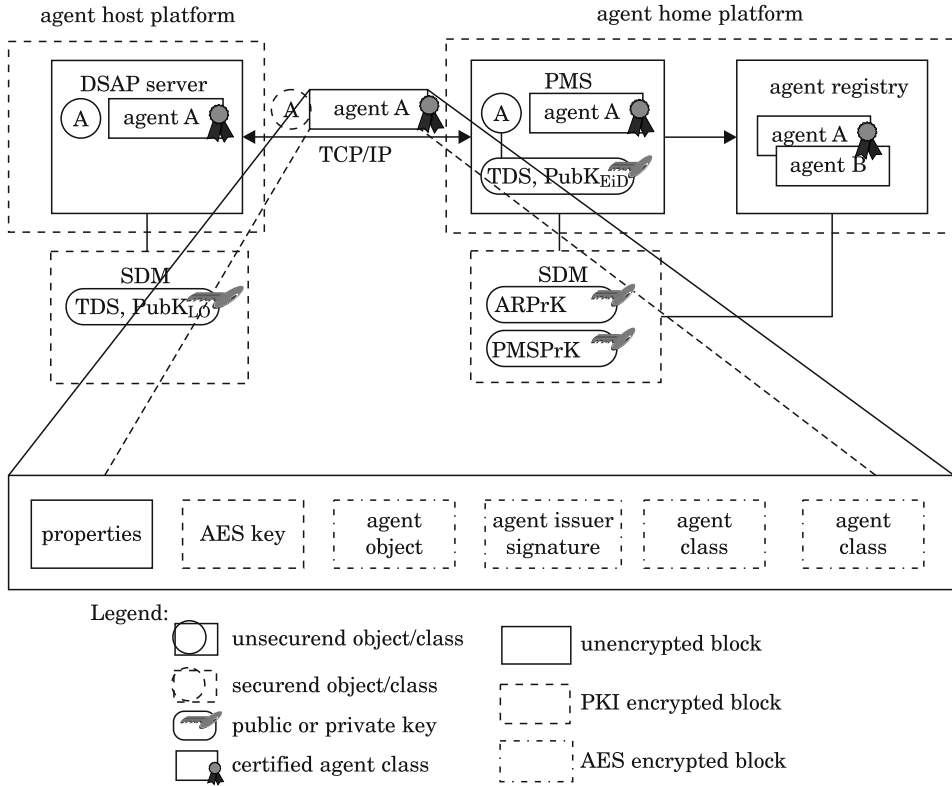 agent host platform
agent home platform
DSAP server
A
agent A
A
agent A
TCP/IP
PMS
A
agent A
TDS, PubK_EiD
agent registry
agent A
agent B
SDM
TDS, PubK_LO
SDM
ARPrK
PMSPrK
properties
AES key
agent
object
agent issuer
signature
agent
class
agent
class
Legend:
unsecurend object/class
securend object/class
public or private key
certified agent class
unencrypted block
PKI encrypted block
AES encrypted block